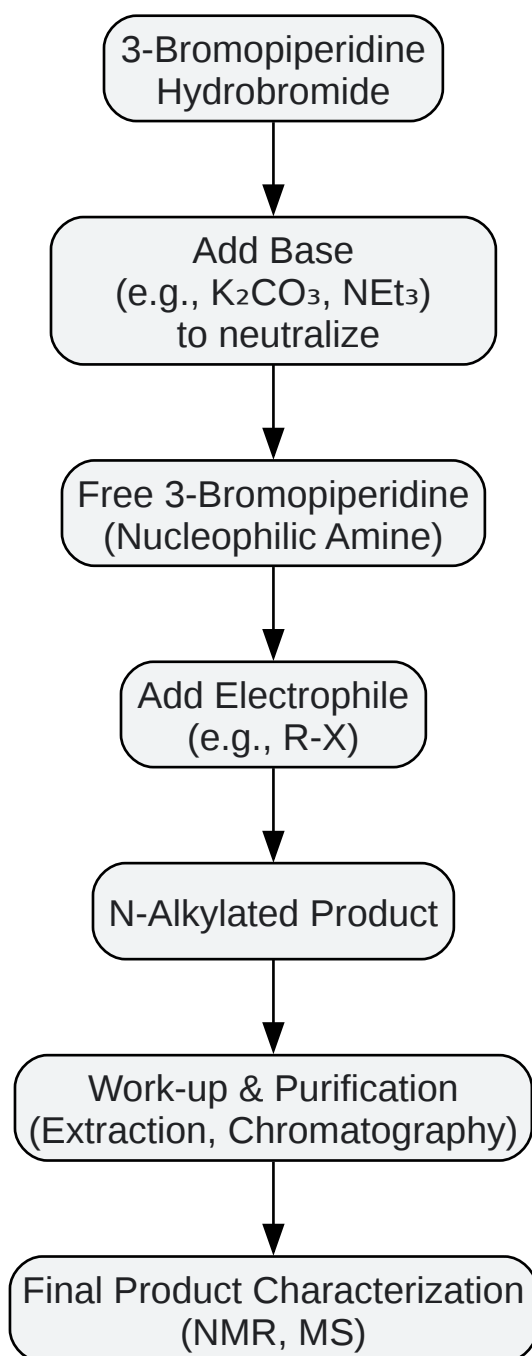 3-Bromopiperidine
Hydrobromide
Add Base
(e.g., K₂CO₃, NEt₃)
to neutralize
Free 3-Bromopiperidine
(Nucleophilic Amine)
Add Electrophile
(e.g., R-X)
N-Alkylated Product
Work-up & Purification
(Extraction, Chromatography)
Final Product Characterization
(NMR, MS)